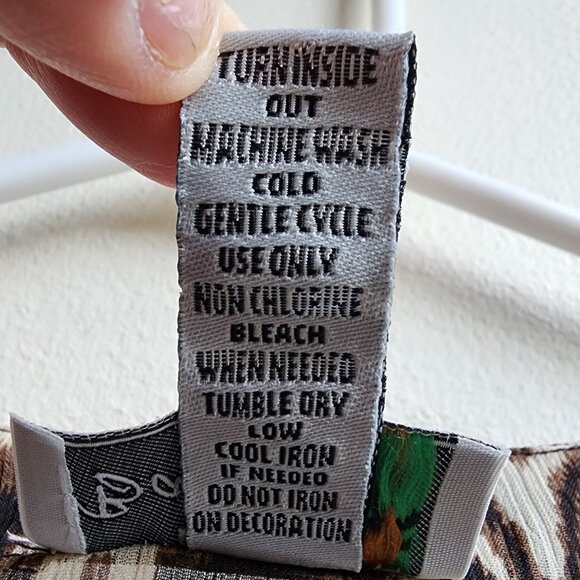 TURN INSIDE
OUT
MACHINE WASH
COLD
GENTLE CYCLE
USE ONLY
NON CHLORINE
BLEACH
WHEN NEEDED
TUMBLE DRY
LOW
COOL IRON
IF NEEDED
DO NOT IRON
ON DECORATION